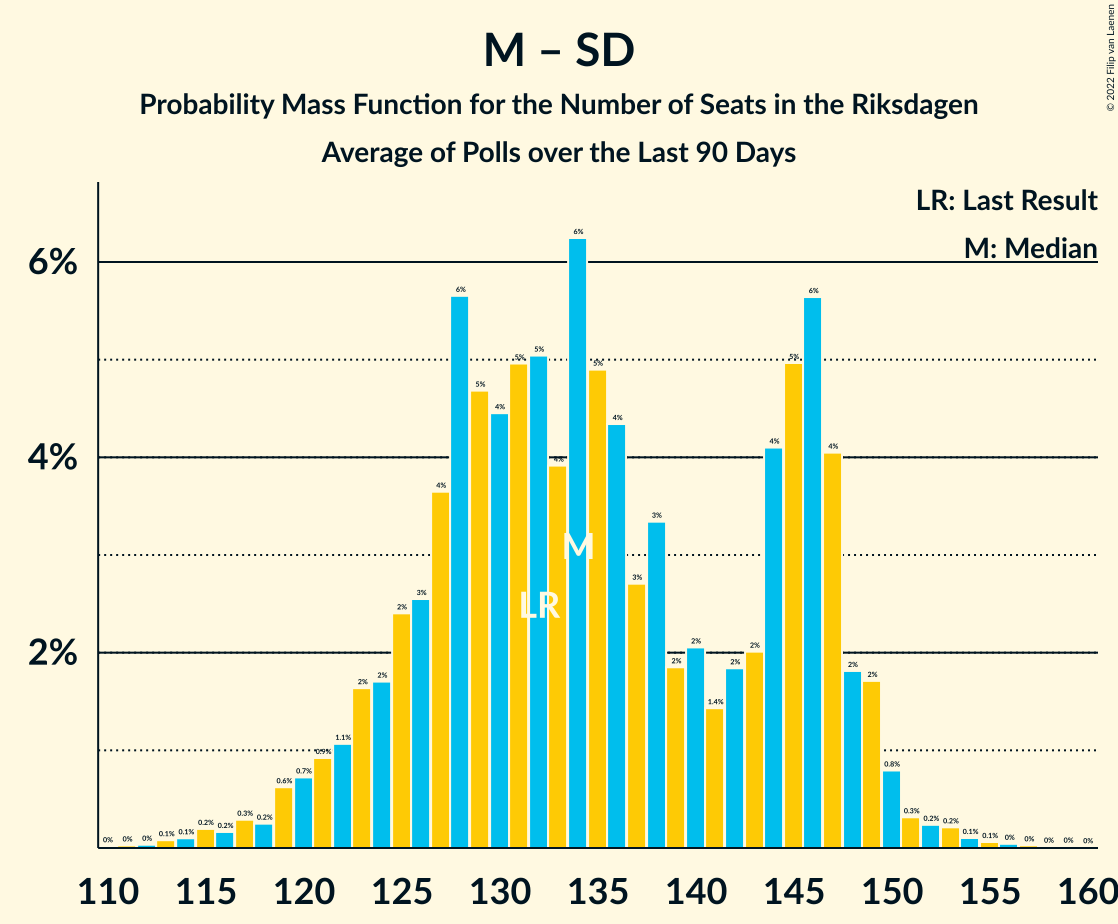 M – SD
Probability Mass Function for the Number of Seats in the Riksdagen
Average of Polls over the Last 90 Days
© 2022 Filip van Laenen
LR: Last Result
M: Median
6%
4%
2%
0% 0% 0% 0.1% 0.1% 0.2% 0.2% 0.3% 0.2% 0.6% 0.7% 0.9% 1.1% 2% 2% 2% 3% 4% 6% 5% 4% 5% 5% 4% 6% 5% 4% 3% 3% 2% 2% 1.4% 2% 2% 4% 5% 6% 4% 2% 2% 0.8% 0.3% 0.2% 0.2% 0.1% 0.1% 0% 0% 0% 0% 0%
M
LR
110 115 120 125 130 135 140 145 150 155 160